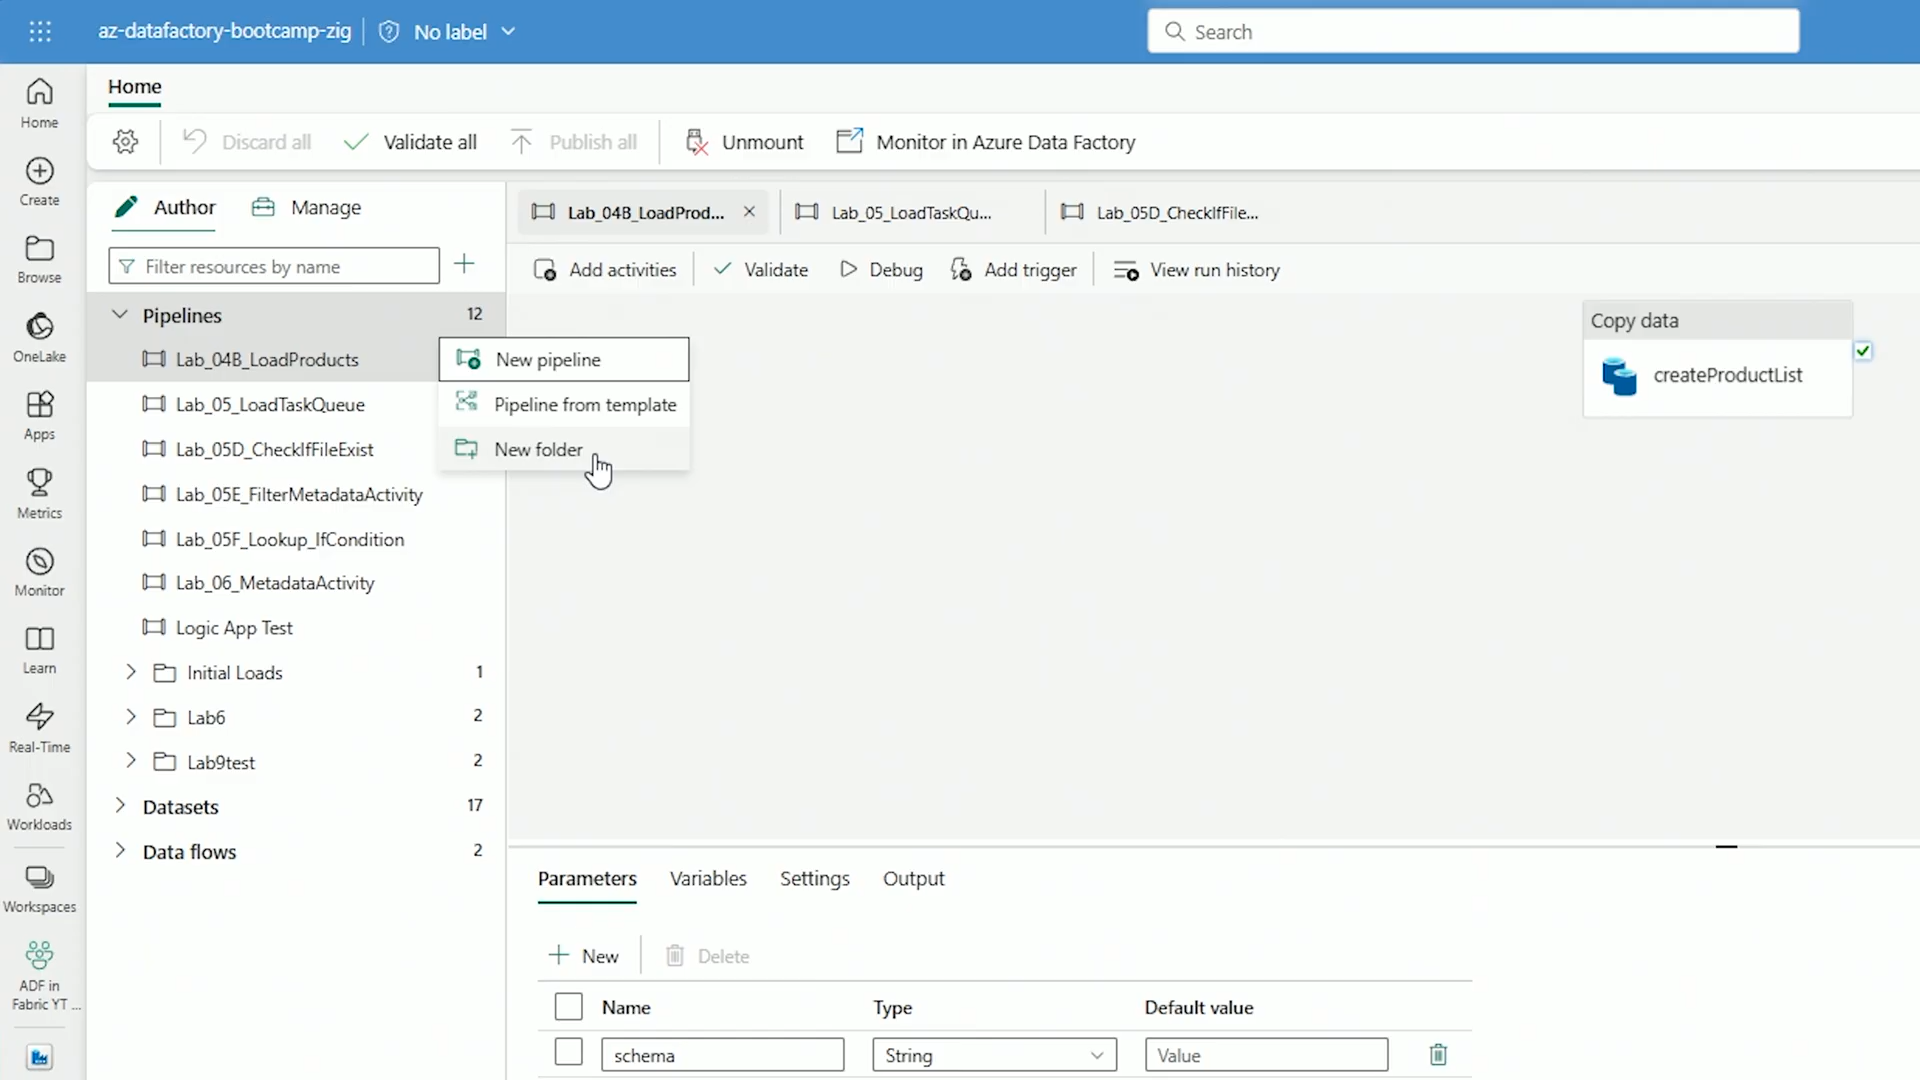 az-datafactory-bootcamp-zig
No label
Search
Home
Create
Browse
OneLake
Apps
Metrics
Monitor
Learn
Real-Time
Workloads
Workspaces
ADF in
Fabric YT ...
Home
Discard all
Validate all
Publish all
Unmount
Monitor in Azure Data Factory
Author
Manage
Filter resources by name
Pipelines 12
Lab_04B_LoadProducts
Lab_05_LoadTaskQueue
Lab_05D_CheckIfFileExist
Lab_05E_FilterMetadataActivity
Lab_05F_Lookup_IfCondition
Lab_06_MetadataActivity
Logic App Test
Initial Loads 1
Lab6 2
Lab9test 2
Datasets 17
Data flows 2
New pipeline
Pipeline from template
New folder
Lab_04B_LoadProd...
Lab_05_LoadTaskQu...
Lab_05D_CheckIfFile...
Add activities
Validate
Debug
Add trigger
View run history
Copy data
createProductList
Parameters
Variables
Settings
Output
New
Delete
Name Type Default value
schema String Value